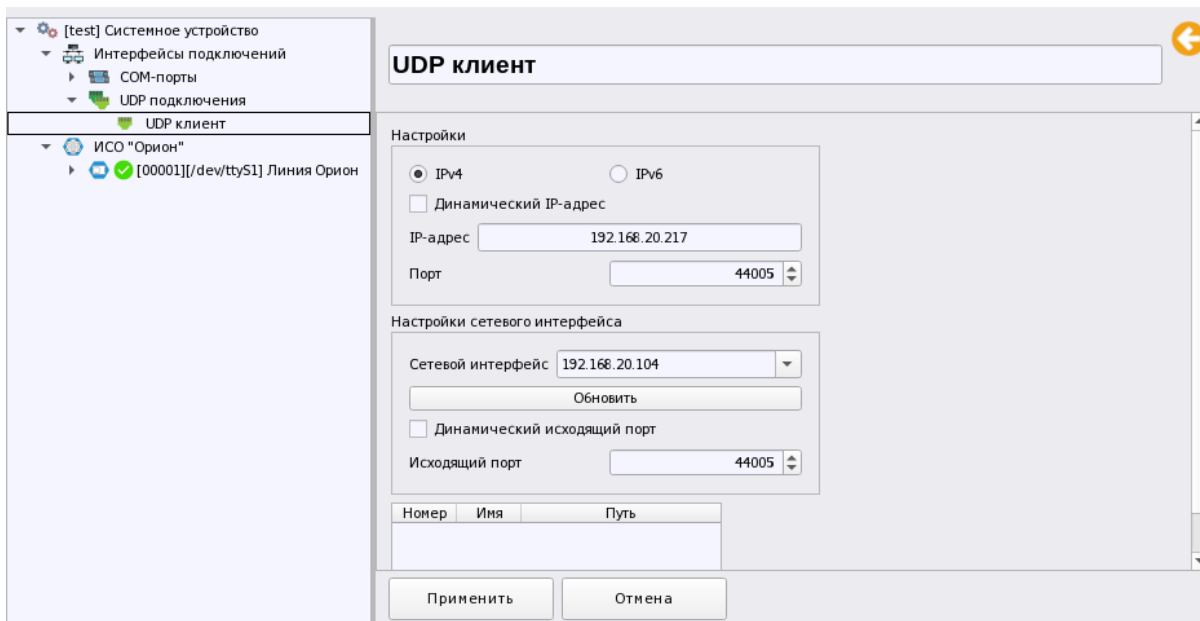 [test] Системное устройство
Интерфейсы подключений
COM-порты
UDP подключения
UDP клиент
ИСО "Орион"
[00001][/dev/ttyS1] Линия Орион
UDP клиент
Настройки
IPv4 IPv6
Динамический IP-адрес
IP-адрес 192.168.20.217
Порт 44005
Настройки сетевого интерфейса
Сетевой интерфейс 192.168.20.104
Обновить
Динамический исходящий порт
Исходящий порт 44005
Номер Имя Путь
Применить Отмена